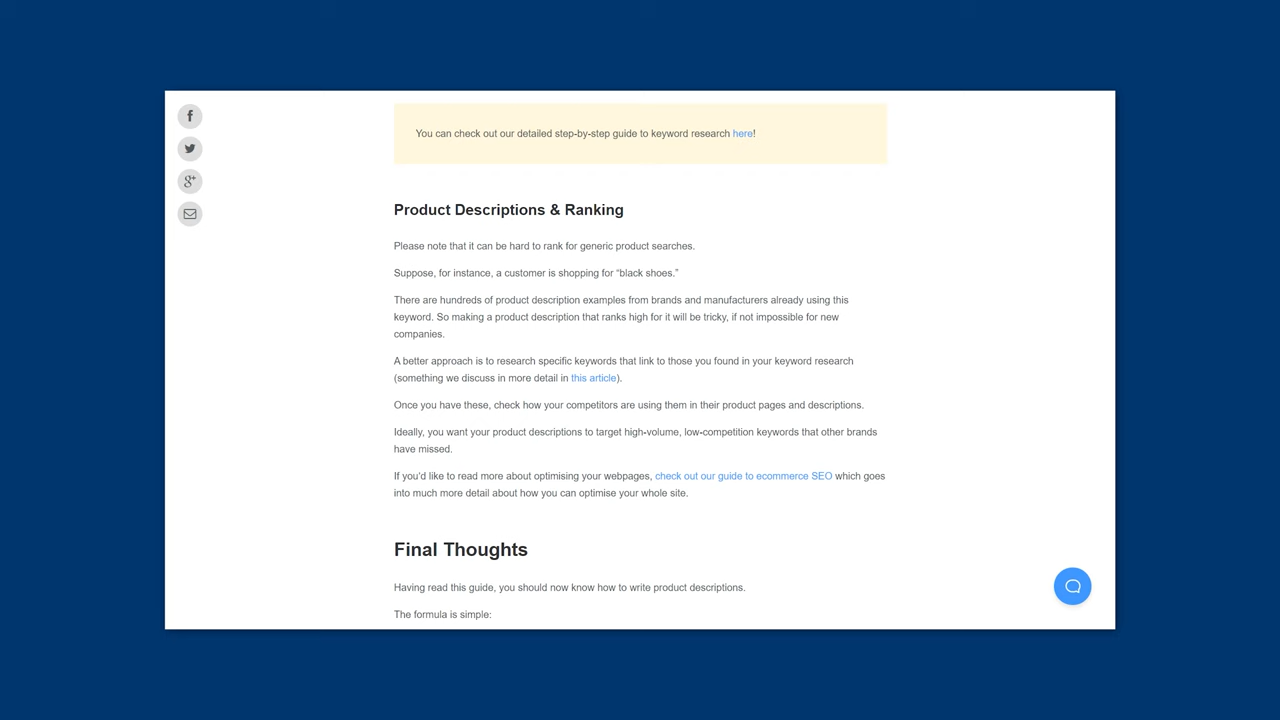 You can check out our detailed step-by-step guide to keyword research here!
Product Descriptions & Ranking
Please note that it can be hard to rank for generic product searches.
Suppose, for instance, a customer is shopping for “black shoes.”
There are hundreds of product description examples from brands and manufacturers already using this
keyword. So making a product description that ranks high for it will be tricky, if not impossible for new
companies.
A better approach is to research specific keywords that link to those you found in your keyword research
(something we discuss in more detail in this article).
Once you have these, check how your competitors are using them in their product pages and descriptions.
Ideally, you want your product descriptions to target high-volume, low-competition keywords that other brands
have missed.
If you'd like to read more about optimising your webpages, check out our guide to ecommerce SEO which goes
into much more detail about how you can optimise your whole site.
Final Thoughts
Having read this guide, you should now know how to write product descriptions.
The formula is simple: